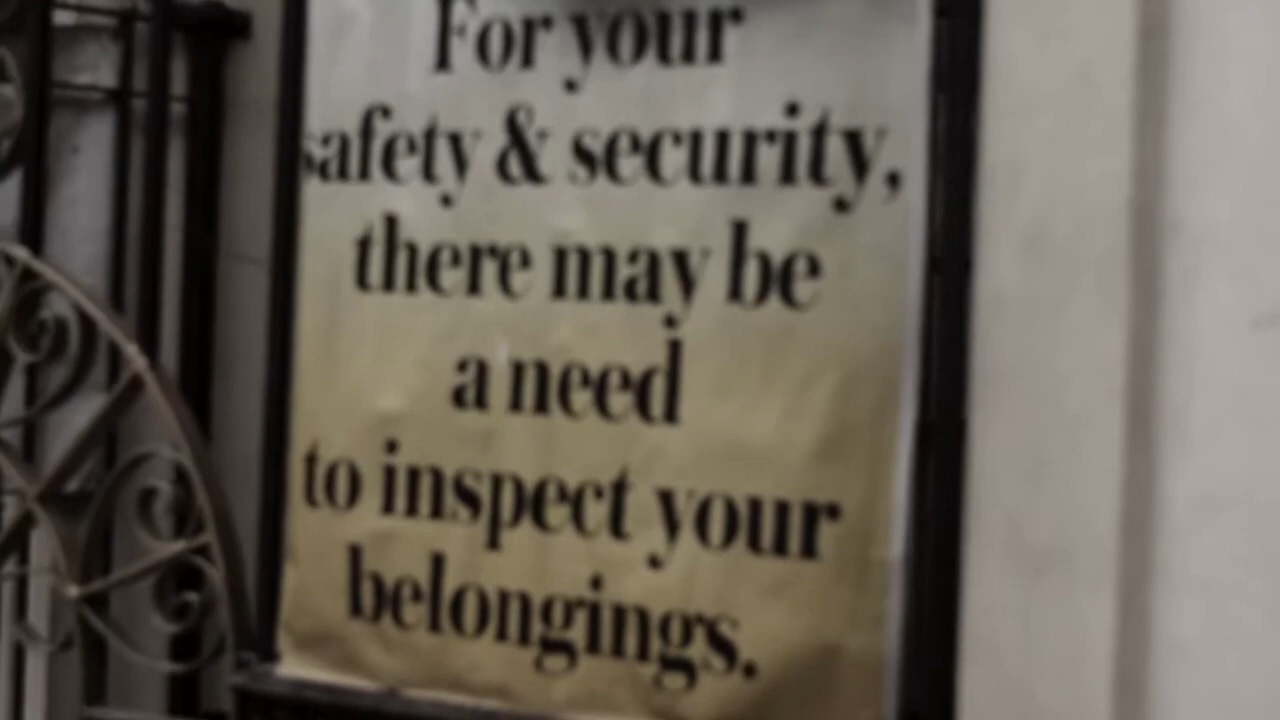 For your
safety & security,
there may be
a need
to inspect your
belongings.